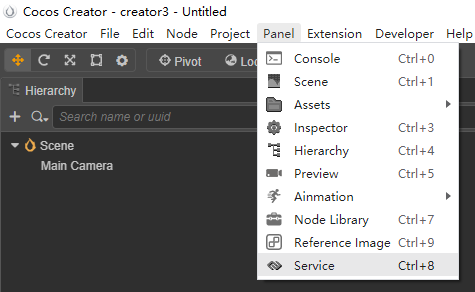 Cocos Creator - creator3 - Untitled
Cocos Creator File Edit Node Project Panel Extension Developer Help
Pivot
Hierarchy
Search name or uuid
Scene
Main Camera
Console Ctrl+0
Scene Ctrl+1
Assets
Inspector Ctrl+3
Hierarchy Ctrl+4
Preview Ctrl+5
Ainmation
Node Library Ctrl+7
Reference Image Ctrl+9
Service Ctrl+8